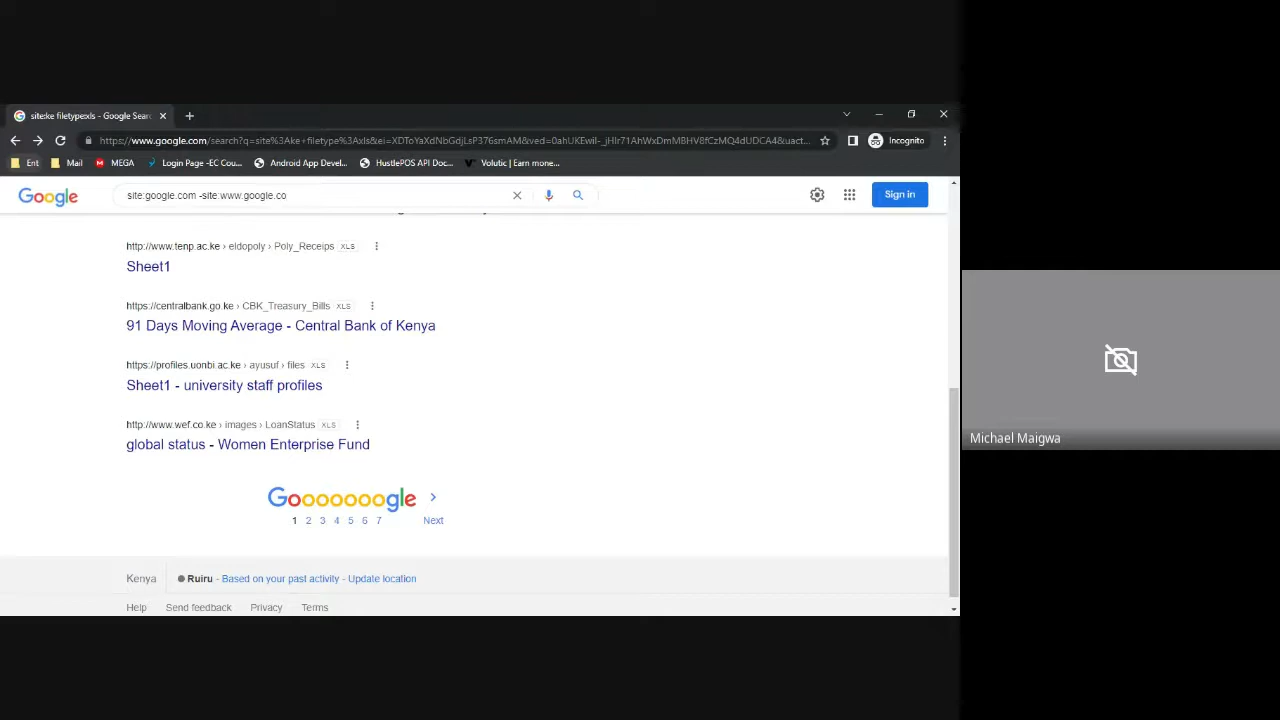 site:ke filetype:xls - Google Searc
https://www.google.com/search?q=site%3Ake+filetype%3Axls&ei=XDToYaXdNbGdjLsP376smAM&ved=0ahUKEwiI-_jHlr71AhWxDmMBHV8fCzMQ4dUDCA4&uact...
Incognito
Ent
Mail
MEGA
Login Page -EC Cou...
Android App Devel...
HustlePOS API Doc...
Volutic | Earn mone...
Google
site:google.com -site:www.google.co
Sign in
http://www.tenp.ac.ke › eldopoly › Poly_Receips XLS
Sheet1
https://centralbank.go.ke › CBK_Treasury_Bills XLS
91 Days Moving Average - Central Bank of Kenya
https://profiles.uonbi.ac.ke › ayusuf › files XLS
Sheet1 - university staff profiles
http://www.wef.co.ke › images › LoanStatus XLS
global status - Women Enterprise Fund
Michael Maigwa
Gooooooogle
1 2 3 4 5 6 7 Next
Kenya
Ruiru - Based on your past activity - Update location
Help Send feedback Privacy Terms